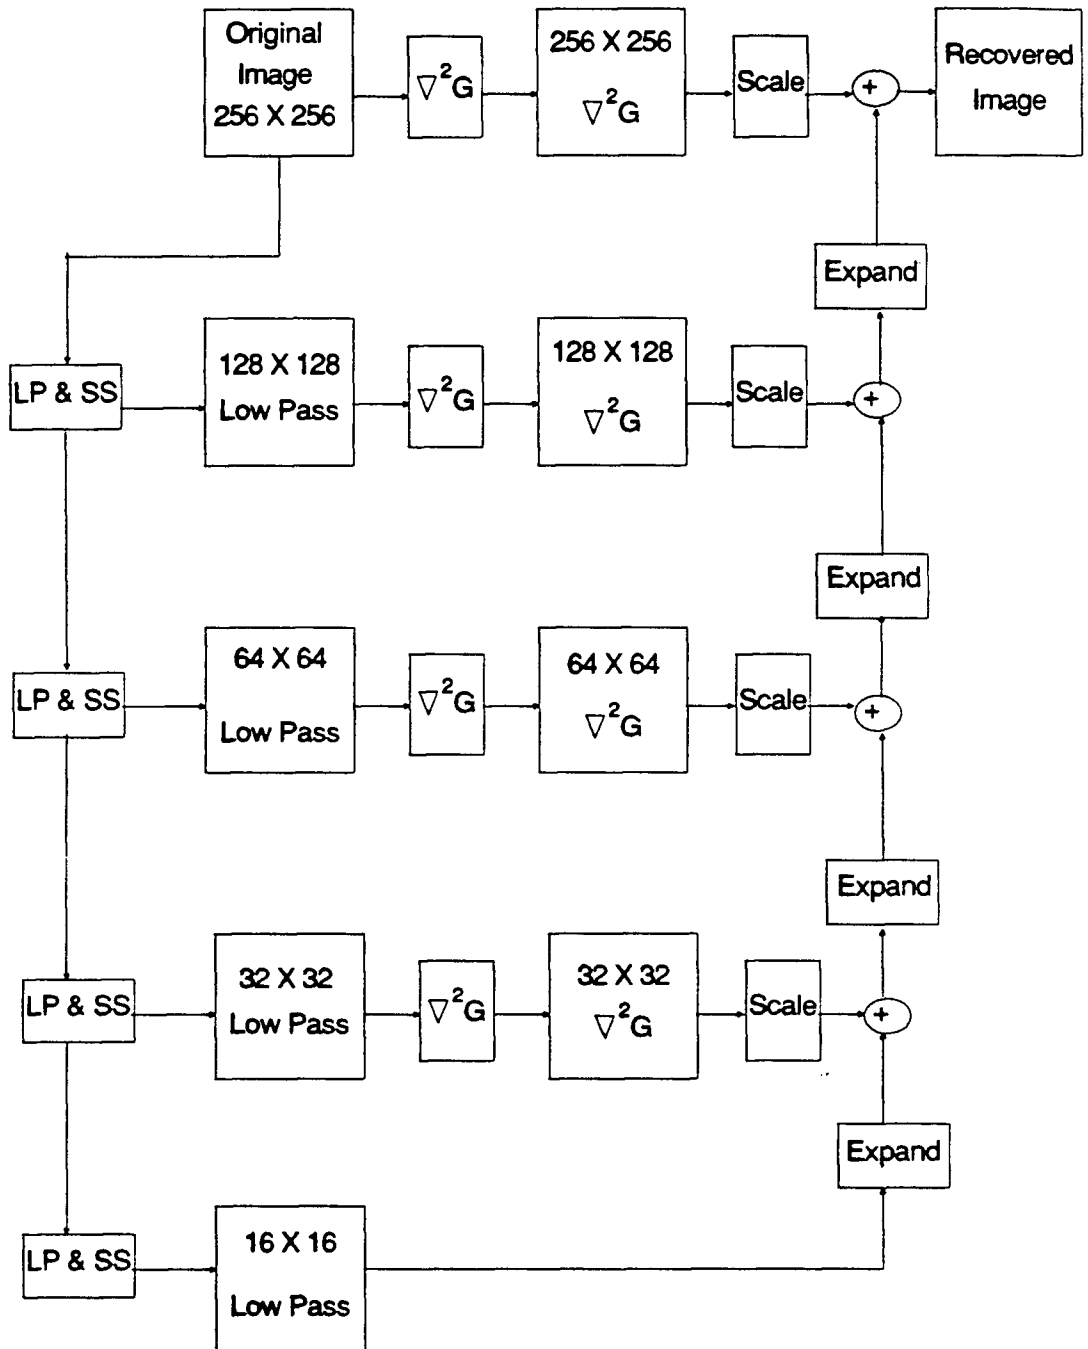 Original
Image
256 X 256
∇²G
256 X 256
∇²G
Scale
+
Recovered
Image
Expand
LP & SS
128 X 128
Low Pass
∇²G
128 X 128
∇²G
Scale
+
Expand
LP & SS
64 X 64
Low Pass
∇²G
64 X 64
∇²G
Scale
+
Expand
LP & SS
32 X 32
Low Pass
∇²G
32 X 32
∇²G
Scale
+
Expand
LP & SS
16 X 16
Low Pass